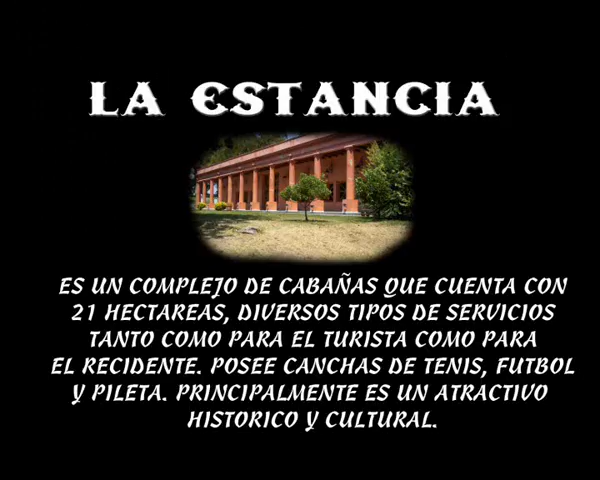 LA ESTANCIA
ES UN COMPLEJO DE CABAÑAS QUE CUENTA CON
21 HECTAREAS, DIVERSOS TIPOS DE SERVICIOS
TANTO COMO PARA EL TURISTA COMO PARA
EL RECIDENTE. POSEE CANCHAS DE TENIS, FUTBOL
Y PILETA. PRINCIPALMENTE ES UN ATRACTIVO
HISTORICO Y CULTURAL.